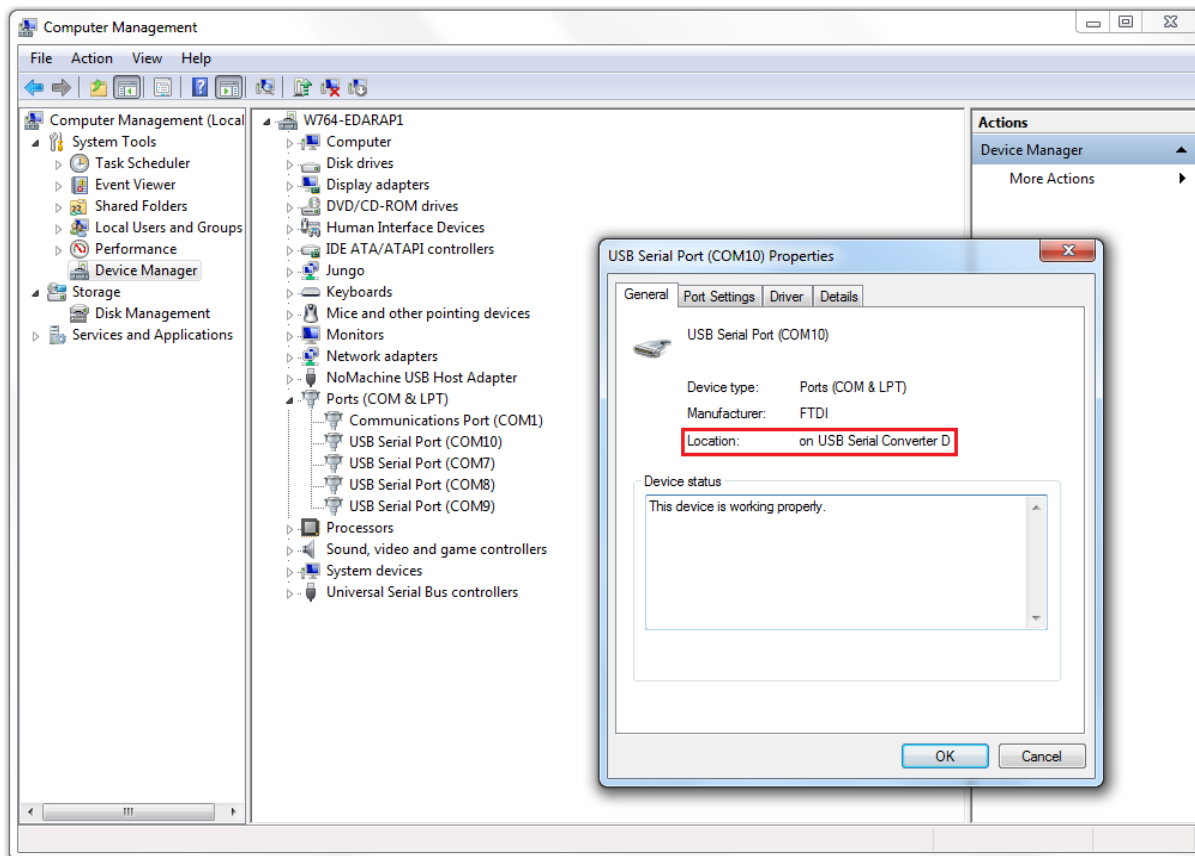 Computer Management
File Action View Help
Computer Management (Local
System Tools
Task Scheduler
Event Viewer
Shared Folders
Local Users and Groups
Performance
Device Manager
Storage
Disk Management
Services and Applications
W764-EDARAP1
Computer
Disk drives
Display adapters
DVD/CD-ROM drives
Human Interface Devices
IDE ATA/ATAPI controllers
Jungo
Keyboards
Mice and other pointing devices
Monitors
Network adapters
NoMachine USB Host Adapter
Ports (COM & LPT)
Communications Port (COM1)
USB Serial Port (COM10)
USB Serial Port (COM7)
USB Serial Port (COM8)
USB Serial Port (COM9)
Processors
Sound, video and game controllers
System devices
Universal Serial Bus controllers
Actions
Device Manager
More Actions
USB Serial Port (COM10) Properties
General Port Settings Driver Details
USB Serial Port (COM10)
Device type: Ports (COM & LPT)
Manufacturer: FTDI
Location: on USB Serial Converter D
Device status
This device is working properly.
OK Cancel